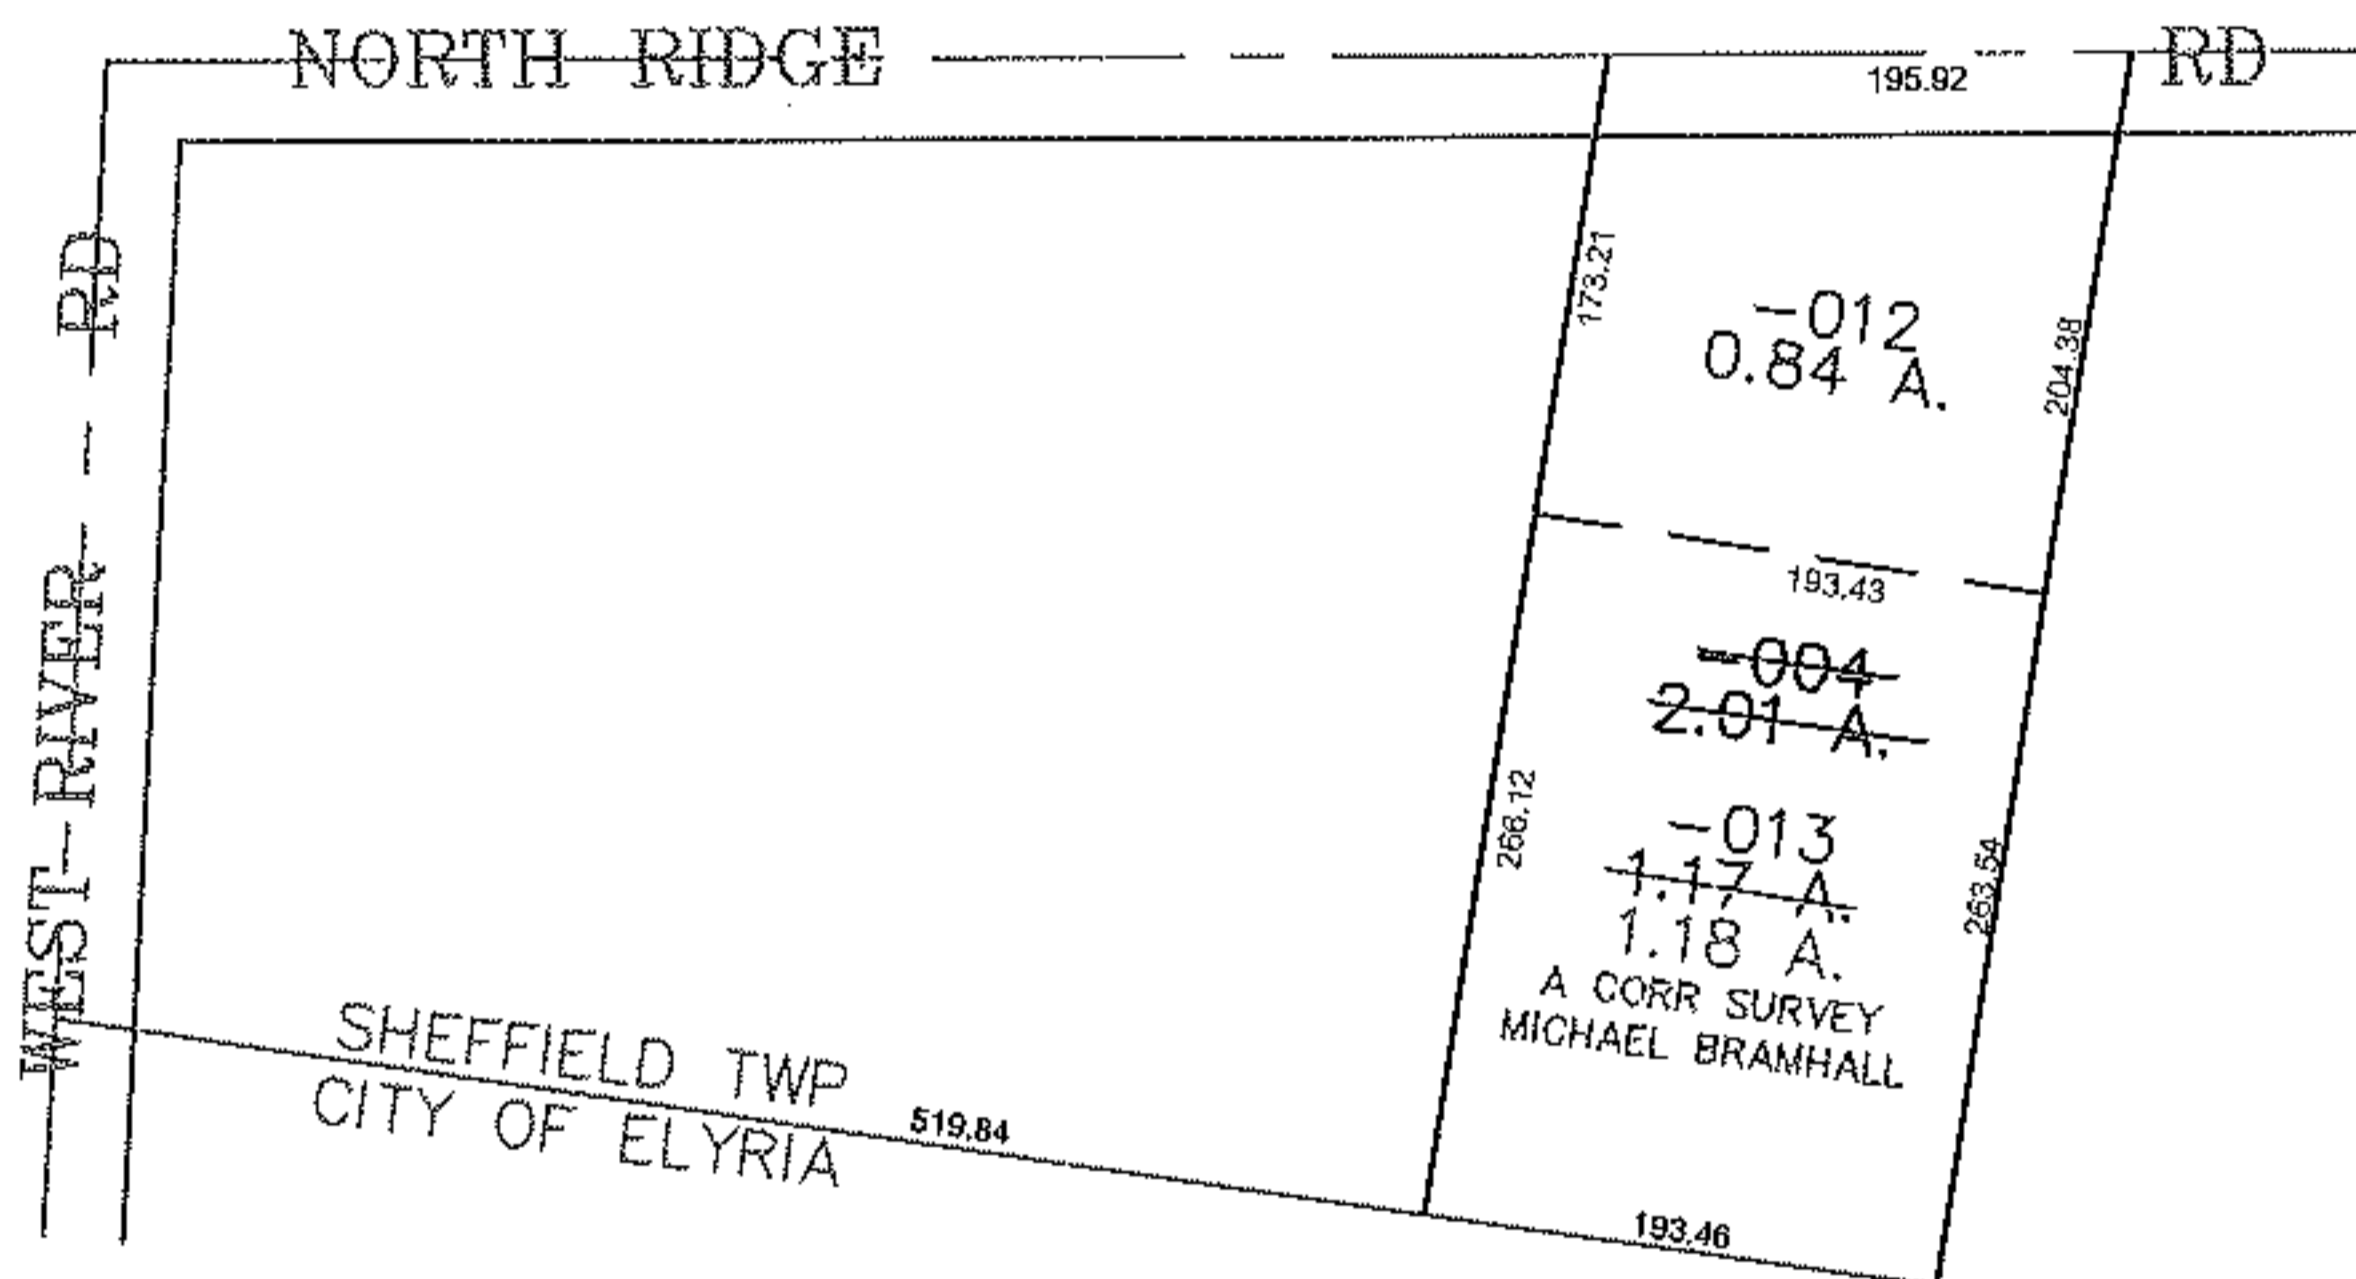 NORTH RIDGE RD
195.92
WEST RIVER RD
173.21
-012
0.84 A.
204.38
193.43
-004
2.01 A.
266.12
-013
1.17 A.
1.18 A.
263.54
A CORR SURVEY
MICHAEL BRAMHALL
SHEFFIELD TWP
CITY OF ELYRIA
519.84
193.46